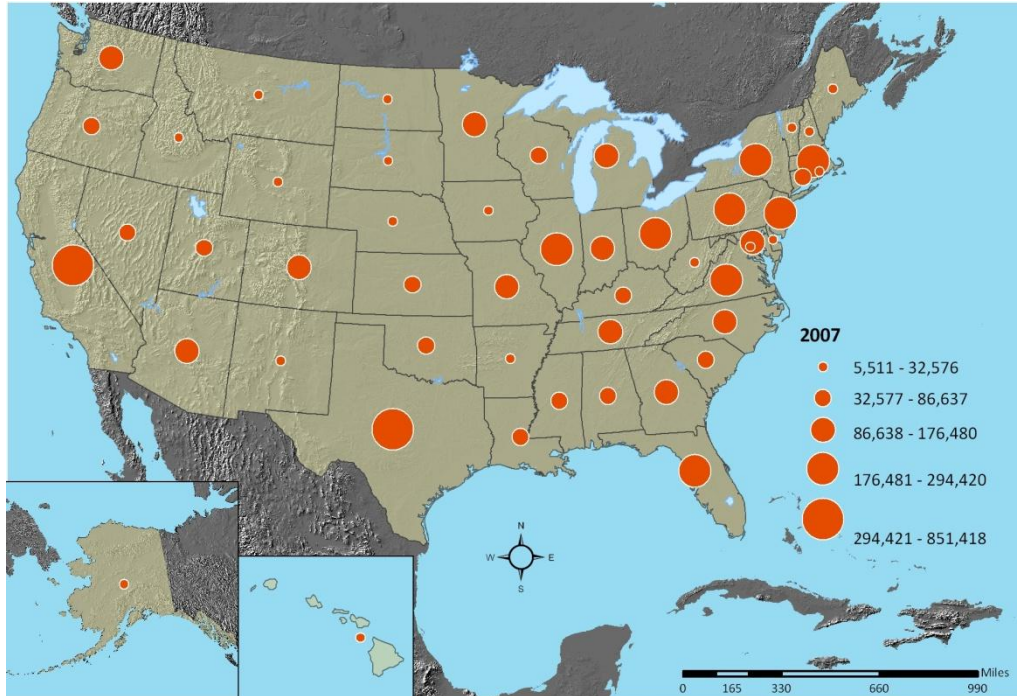 2007
5,511 - 32,576
32,577 - 86,637
86,638 - 176,480
176,481 - 294,420
294,421 - 851,418
N
W E
S
Miles
0 165 330 660 990